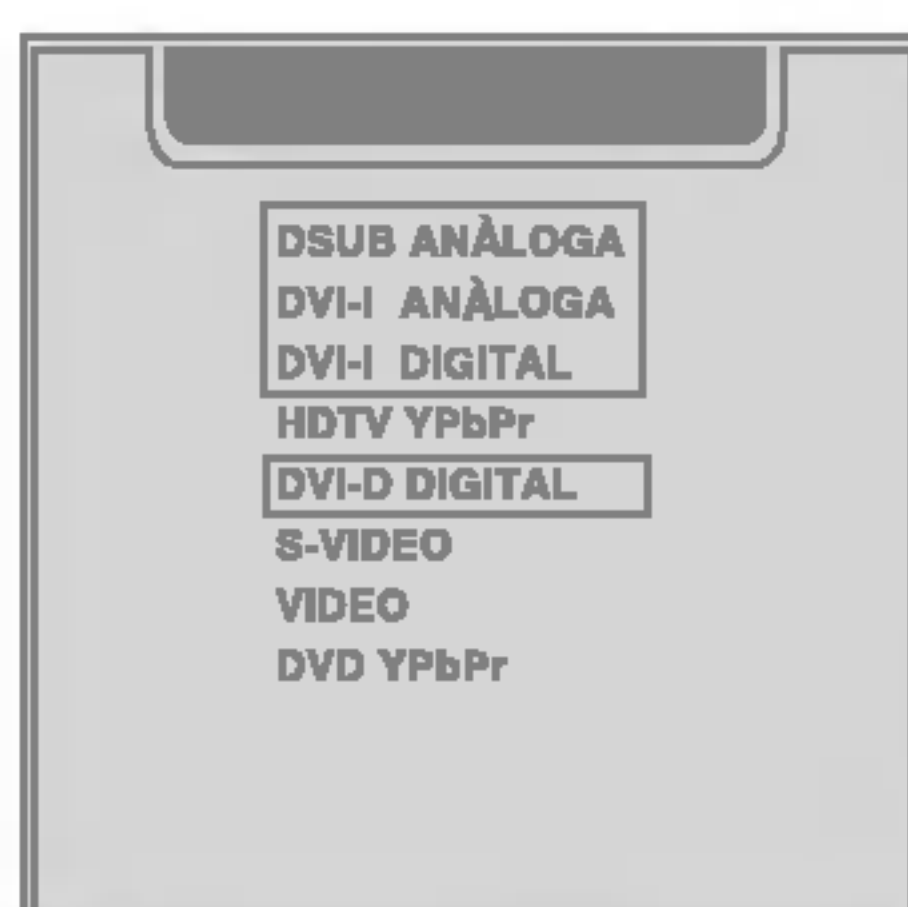 DSUB ANÀLOGA
DVI-I ANÀLOGA
DVI-I DIGITAL
HDTV YPbPr
DVI-D DIGITAL
S-VIDEO
VIDEO
DVD YPbPr